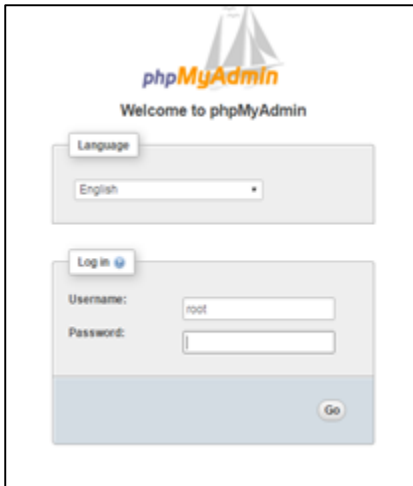 phpMyAdmin
Welcome to phpMyAdmin
Language
English
Log in
Username:
root
Password:
Go